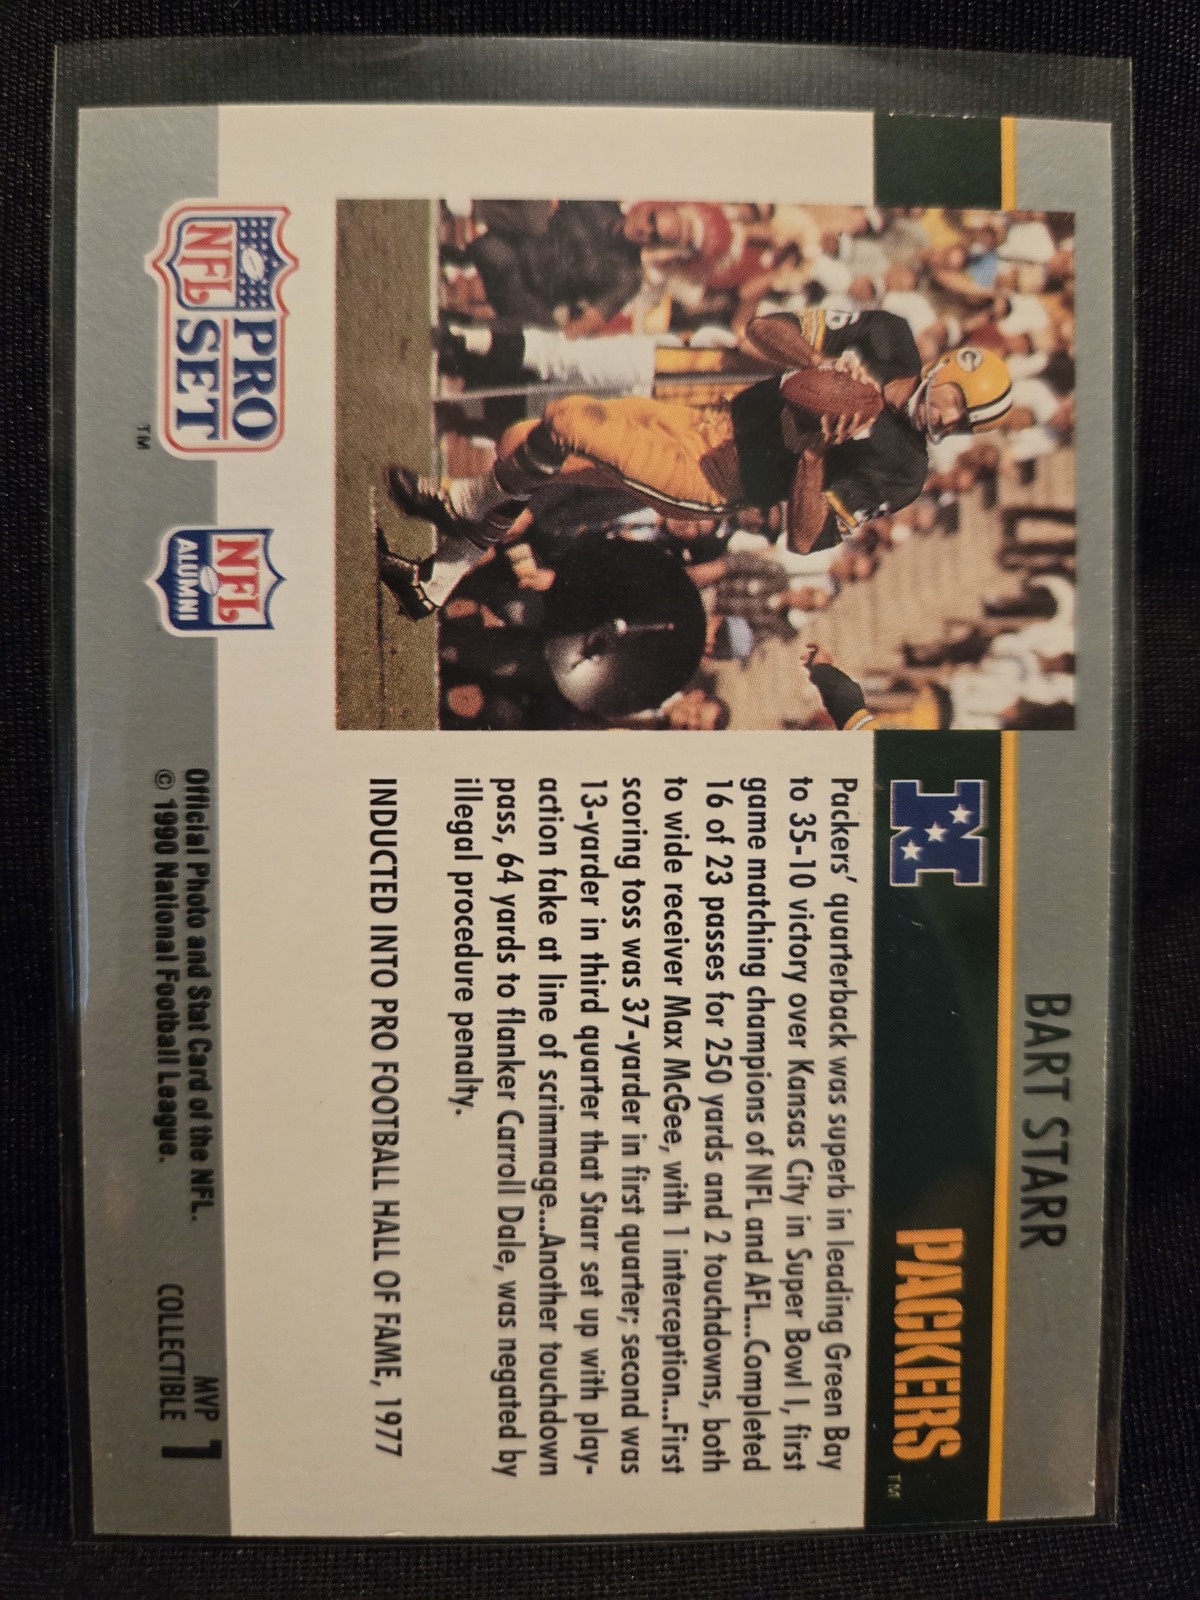 BART STARR
PACKERS™
Packers' quarterback was superb in leading Green Bay
to 35-10 victory over Kansas City in Super Bowl I, first
game matching champions of NFL and AFL...Completed
16 of 23 passes for 250 yards and 2 touchdowns, both
to wide receiver Max McGee, with 1 interception...First
scoring toss was 37-yarder in first quarter; second was
13-yarder in third quarter that Starr set up with play-
action fake at line of scrimmage...Another touchdown
pass, 64 yards to flanker Carroll Dale, was negated by
illegal procedure penalty.
INDUCTED INTO PRO FOOTBALL HALL OF FAME, 1977
NFL PRO
SET™
NFL
ALUMNI
Official Photo and Stat Card of the NFL.
© 1990 National Football League.
MVP
COLLECTIBLE 1